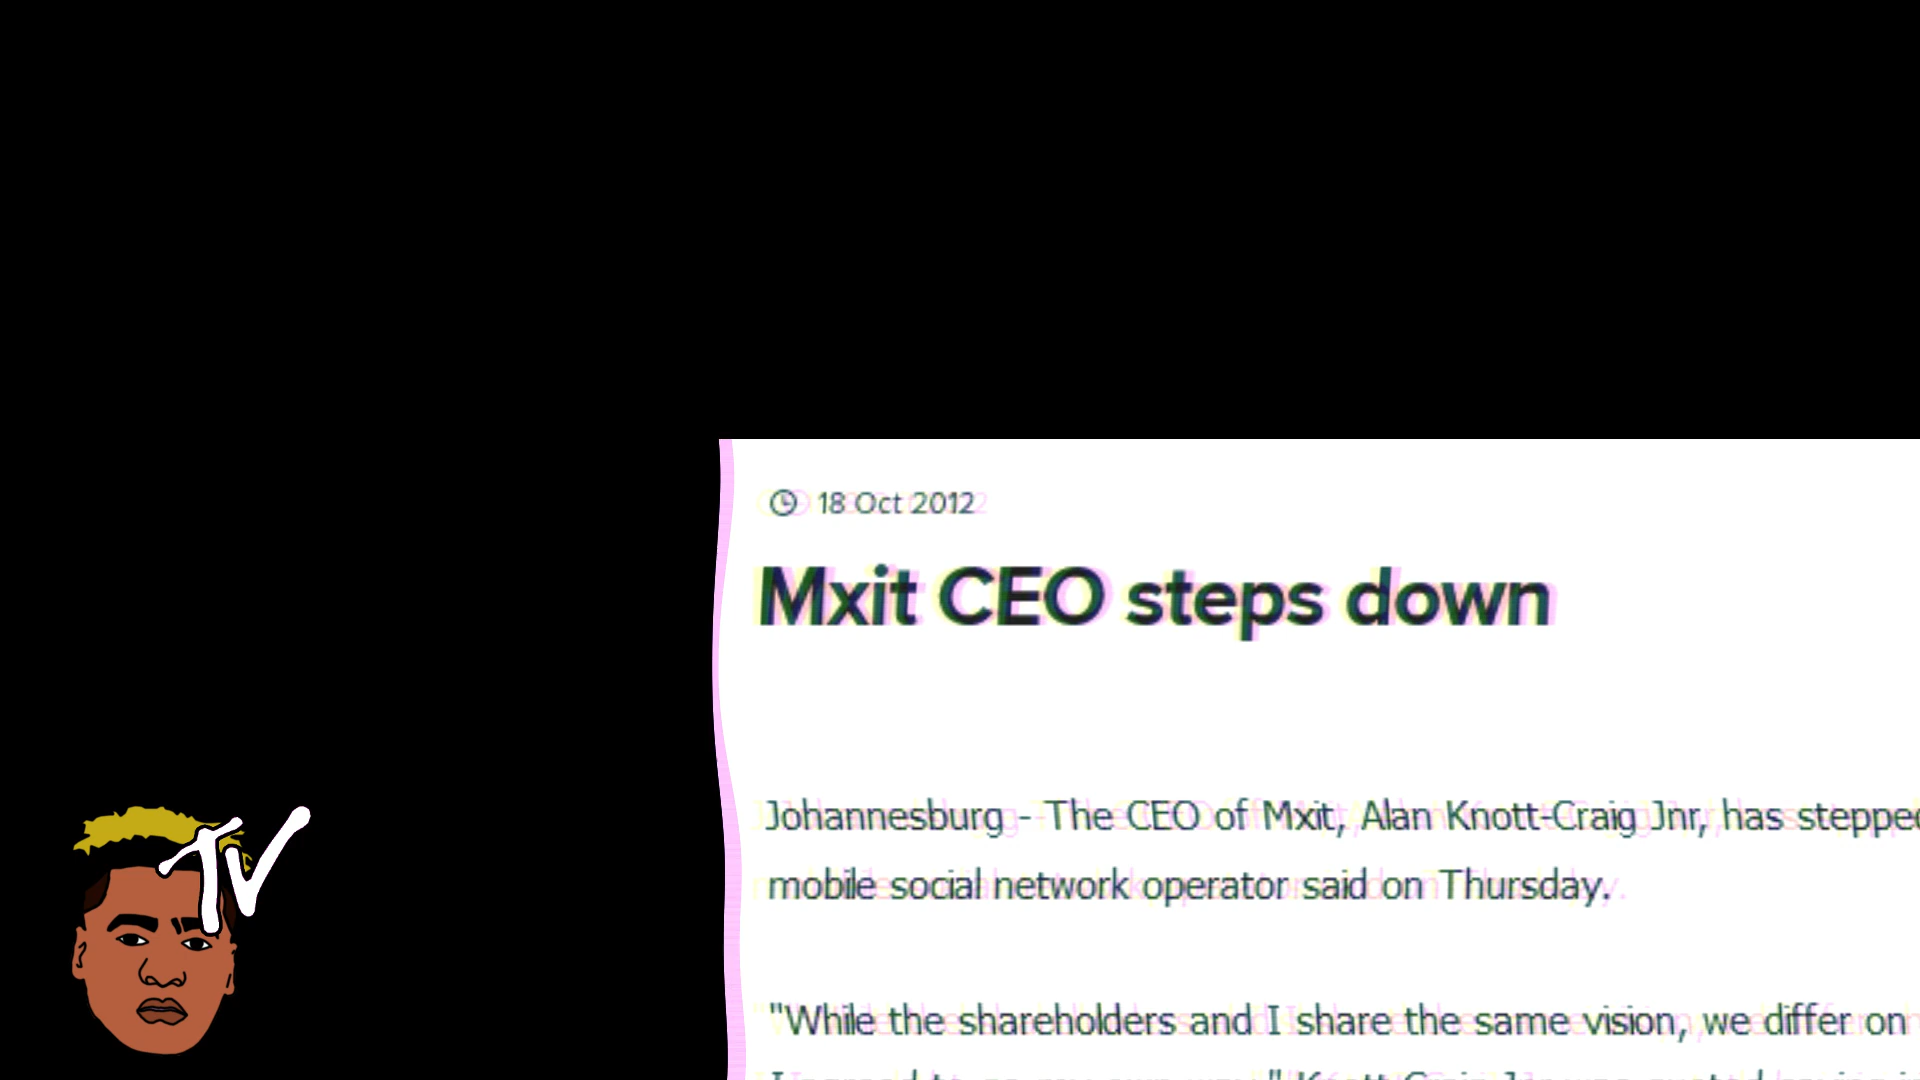 18 Oct 2012
Mxit CEO steps down
Johannesburg - The CEO of Mxit, Alan Knott-Craig Jnr, has stepped
mobile social network operator said on Thursday.
"While the shareholders and I share the same vision, we differ on
TV